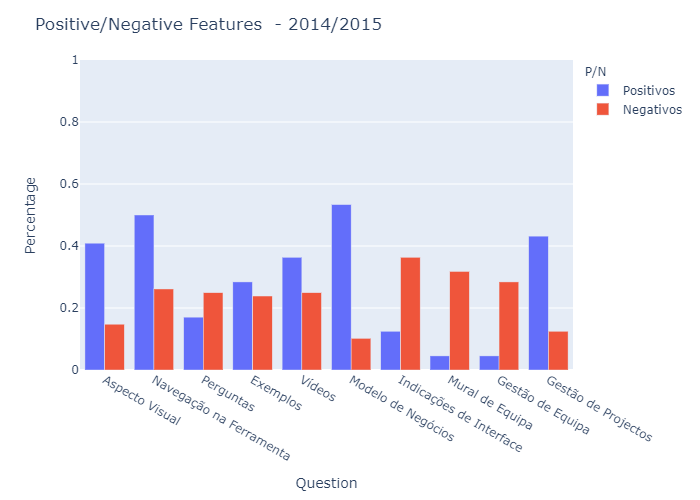 Positive/Negative Features - 2014/2015
P/N
Positivos
Negativos
Percentage
1
0.8
0.6
0.4
0.2
0
Aspecto Visual
Navegação na Ferramenta
Perguntas
Exemplos
Vídeos
Modelo de Negócios
Indicações de Interface
Mural de Equipa
Gestão de Equipa
Gestão de Projectos
Question